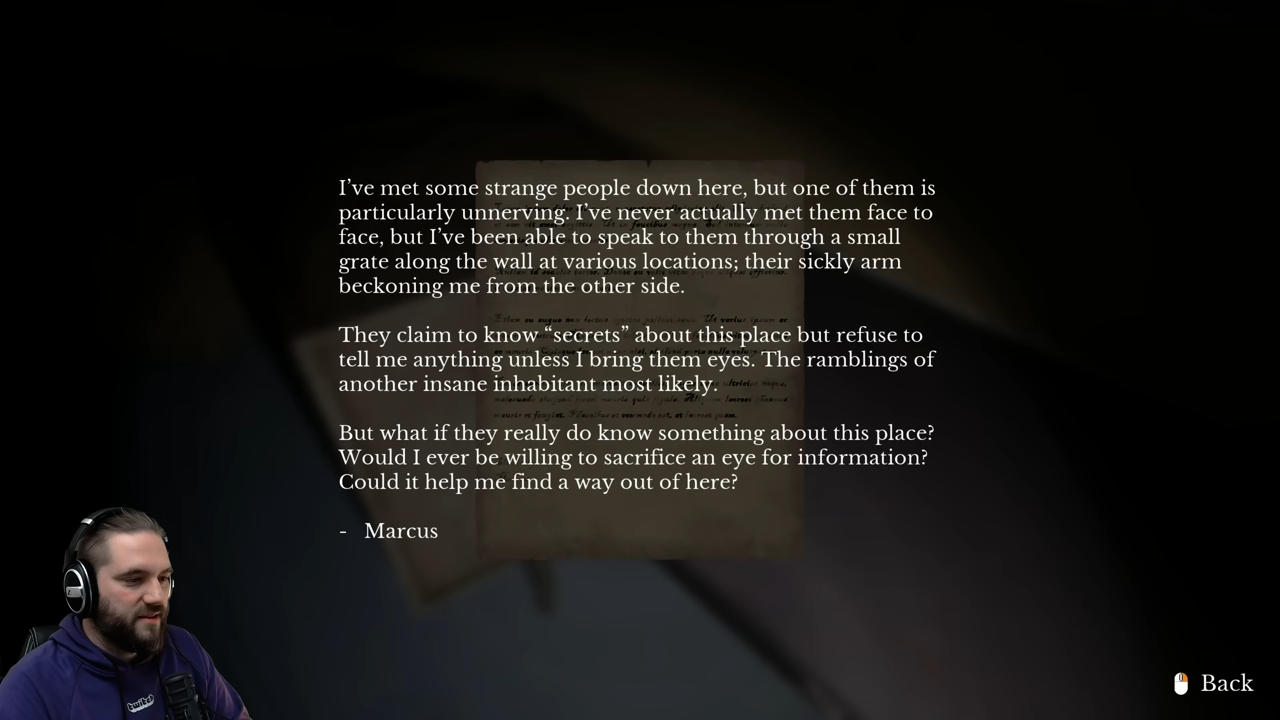 I’ve met some strange people down here, but one of them is
particularly unnerving. I’ve never actually met them face to
face, but I’ve been able to speak to them through a small
grate along the wall at various locations; their sickly arm
beckoning me from the other side.
They claim to know “secrets” about this place but refuse to
tell me anything unless I bring them eyes. The ramblings of
another insane inhabitant most likely.
But what if they really do know something about this place?
Would I ever be willing to sacrifice an eye for information?
Could it help me find a way out of here?
- Marcus
twitch
Back